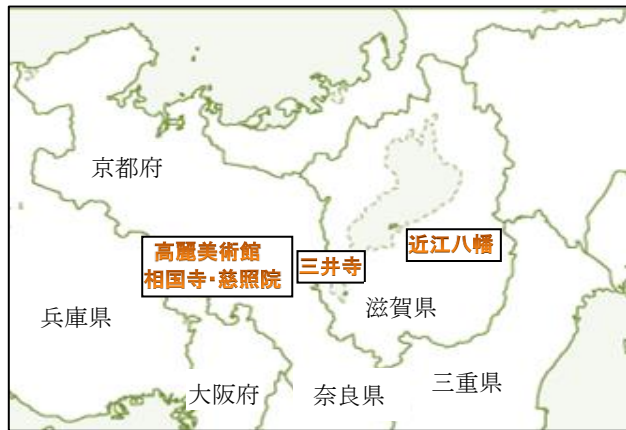 京都府
高麗美術館
相国寺・慈照院
三井寺
近江八幡
兵庫県
滋賀県
大阪府
奈良県
三重県